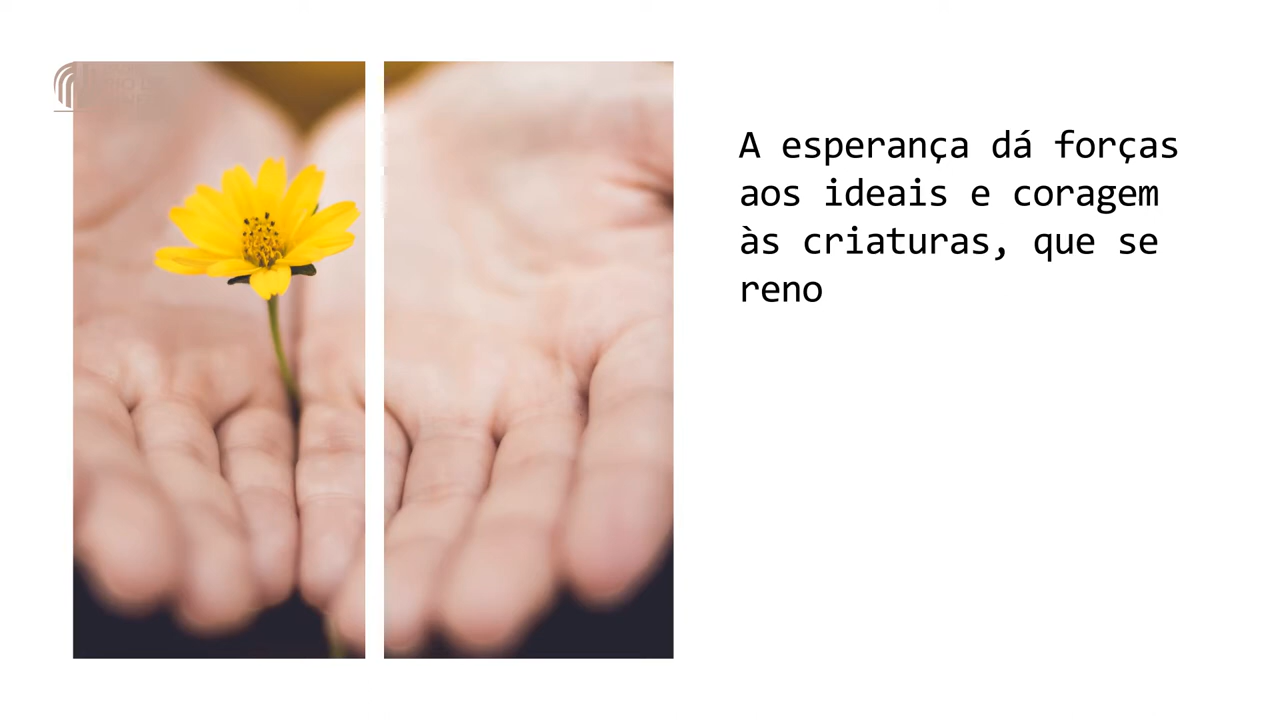 A esperança dá forças
aos ideais e coragem
às criaturas, que se
reno